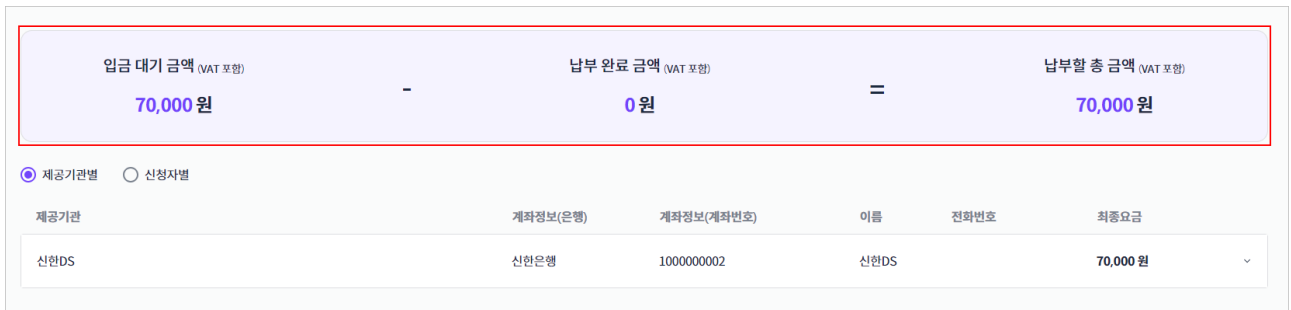 입금 대기 금액 (VAT 포함) 납부 완료 금액 (VAT 포함) 납부할 총 금액 (VAT 포함)
70,000 원 - 0 원 = 70,000 원
제공기관별 신청자별
제공기관 계좌정보(은행) 계좌정보(계좌번호) 이름 전화번호 최종요금
신한DS 신한은행 1000000002 신한DS 70,000 원